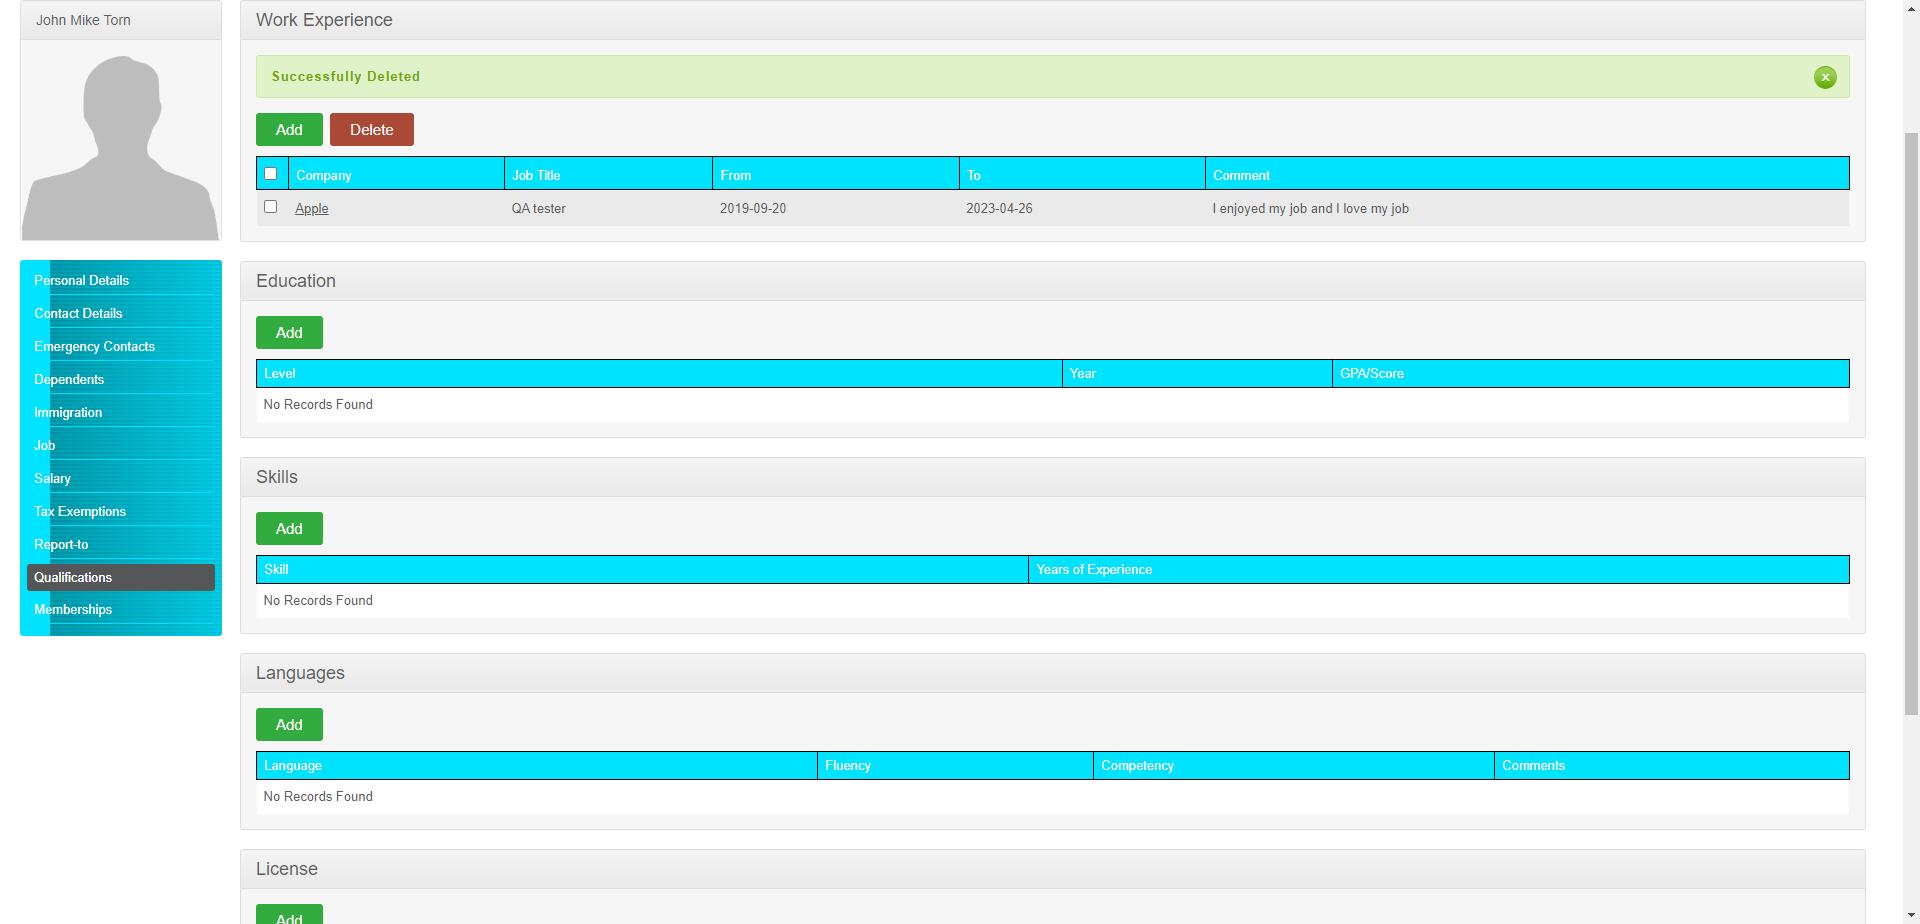 John Mike Torn
Personal Details
Contact Details
Emergency Contacts
Dependents
Immigration
Job
Salary
Tax Exemptions
Report-to
Qualifications
Memberships
Work Experience
Successfully Deleted
x
Add Delete
Company Job Title From To Comment
Apple QA tester 2019-09-20 2023-04-26 I enjoyed my job and I love my job
Education
Add
Level Year GPA/Score
No Records Found
Skills
Add
Skill Years of Experience
No Records Found
Languages
Add
Language Fluency Competency Comments
No Records Found
License
Add